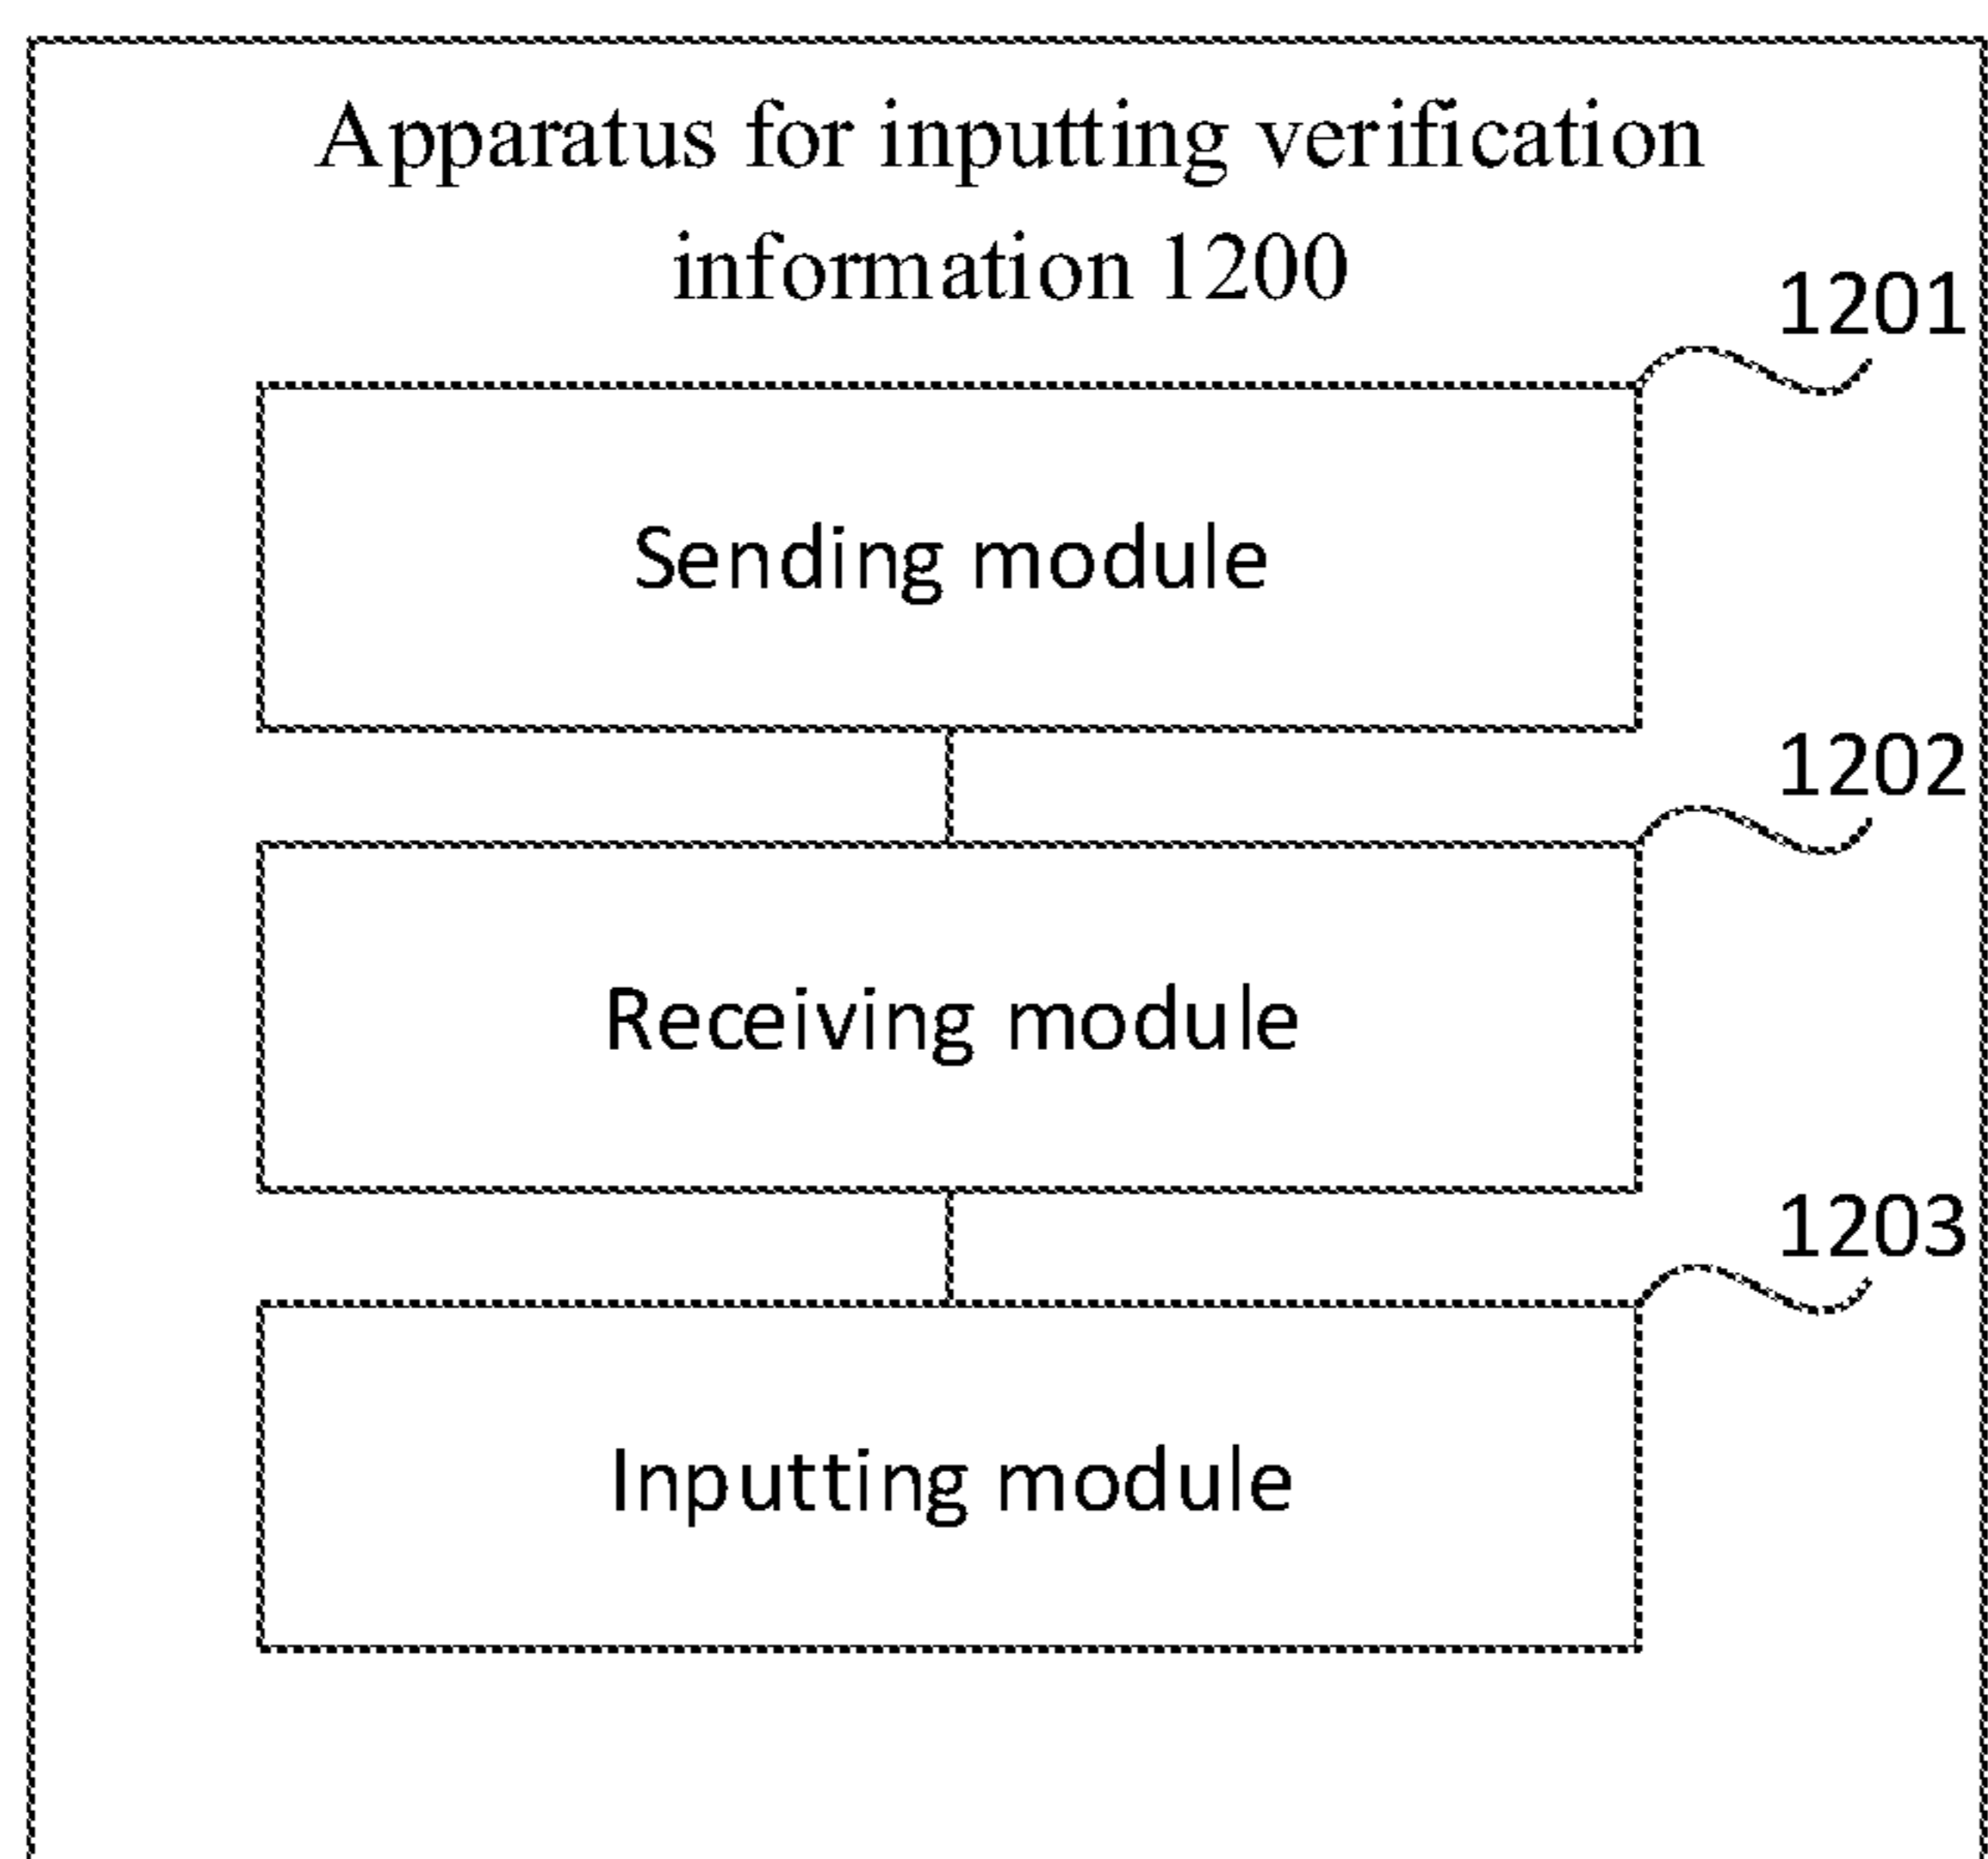 Apparatus for inputting verification
information 1200
1201
Sending module
1202
Receiving module
1203
Inputting module